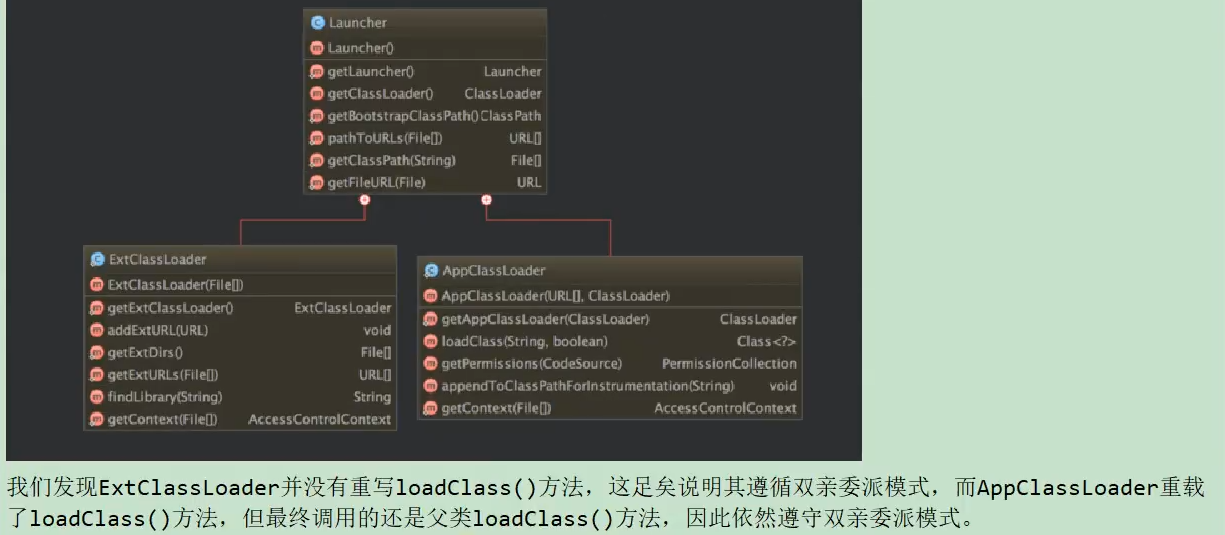 Launcher
Launcher()
getLauncher() Launcher
getClassLoader() ClassLoader
getBootstrapClassPath() ClassPath
pathToURLs(File[]) URL[]
getClassPath(String) File[]
getFileURL(File) URL
ExtClassLoader
ExtClassLoader(File[])
getExtClassLoader() ExtClassLoader
addExtURL(URL) void
getExtDirs() File[]
getExtURLs(File[]) URL[]
findLibrary(String) String
getContext(File[]) AccessControlContext
AppClassLoader
AppClassLoader(URL[], ClassLoader)
getAppClassLoader(ClassLoader) ClassLoader
loadClass(String, boolean) Class<?>
getPermissions(CodeSource) PermissionCollection
appendToClassPathForInstrumentation(String) void
getContext(File[]) AccessControlContext
我们发现ExtClassLoader并没有重写loadClass()方法，这足矣说明其遵循双亲委派模式，而AppClassLoader重载
了loadClass()方法，但最终调用的还是父类loadClass()方法，因此依然遵守双亲委派模式。